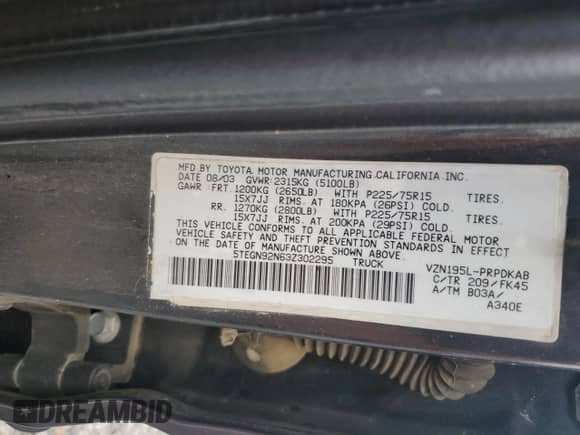 MFD BY TOYOTA MOTOR MANUFACTURING,CALIFORNIA,INC.
DATE 08/03 GVWR 2315KG (5100LB)
GAWR: FRT. 1200KG (2650LB) WITH P225/75R15 TIRES.
15X7JJ RIMS. AT 180KPA (26PSI) COLD.
RR. 1270KG (2800LB) WITH P225/75R15 TIRES.
15X7JJ RIMS. AT 200KPA (29PSI) COLD.
THIS VEHICLE CONFORMS TO ALL APPLICABLE FEDERAL MOTOR
VEHICLE SAFETY AND BUMPER AND THEFT PREVENTION STANDARDS IN EFFECT
ON THE DATE OF MANUFACTURE SHOWN ABOVE.
5TEGN92N63Z302295 TRUCK
VZN195L-PRPDKAB
C/TR 209/FK45
A/TM B03A/
A340E
DREAMBID